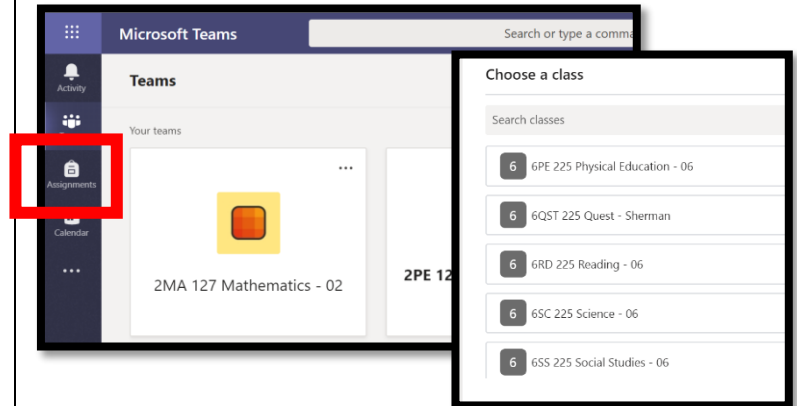 Microsoft Teams
Search or type a comma
Activity
Teams
Your teams
Assignments
Calendar
2MA 127 Mathematics - 02
2PE 12
Choose a class
Search classes
6 6PE 225 Physical Education - 06
6 6QST 225 Quest - Sherman
6 6RD 225 Reading - 06
6 6SC 225 Science - 06
6 6SS 225 Social Studies - 06